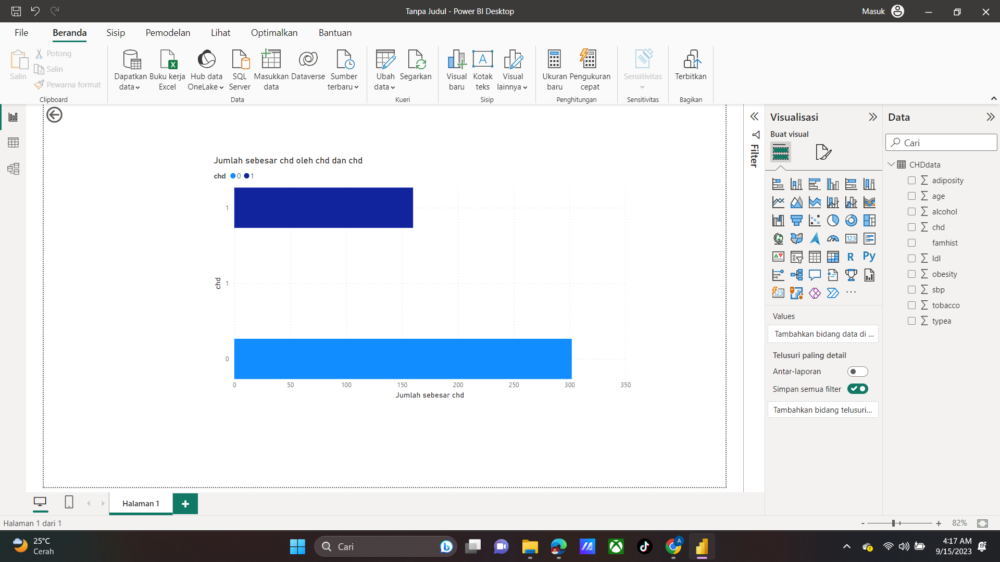 Tanpa Judul - Power BI Desktop
Masuk
File Beranda Sisip Pemodelan Lihat Optimalkan Bantuan
Salin
Potong
Salin
Pewarna format
Clipboard
Dapatkan data
Buku kerja Excel
Hub data OneLake
SQL Server
Masukkan data
Dataverse
Sumber terbaru
Data
Ubah data
Segarkan
Kueri
Visual baru
Kotak teks
Visual lainnya
Sisip
Ukuran baru
Pengukuran cepat
Penghitungan
Sensitivitas
Sensitivitas
Terbitkan
Bagikan
Jumlah sebesar chd oleh chd dan chd
chd 0 1
1
1
0
chd
0 50 100 150 200 250 300 350
Jumlah sebesar chd
Filter
Visualisasi
Buat visual
123
R
Py
123
Values
Tambahkan bidang data di ...
Telusuri paling detail
Antar-laporan
Simpan semua filter
Tambahkan bidang telusuri...
Data
Cari
CHDdata
adiposity
age
alcohol
chd
famhist
ldl
obesity
sbp
tobacco
typea
Halaman 1
Halaman 1 dari 1
- + 82%
25°C
Cerah
Cari
A
4:17 AM
9/15/2023